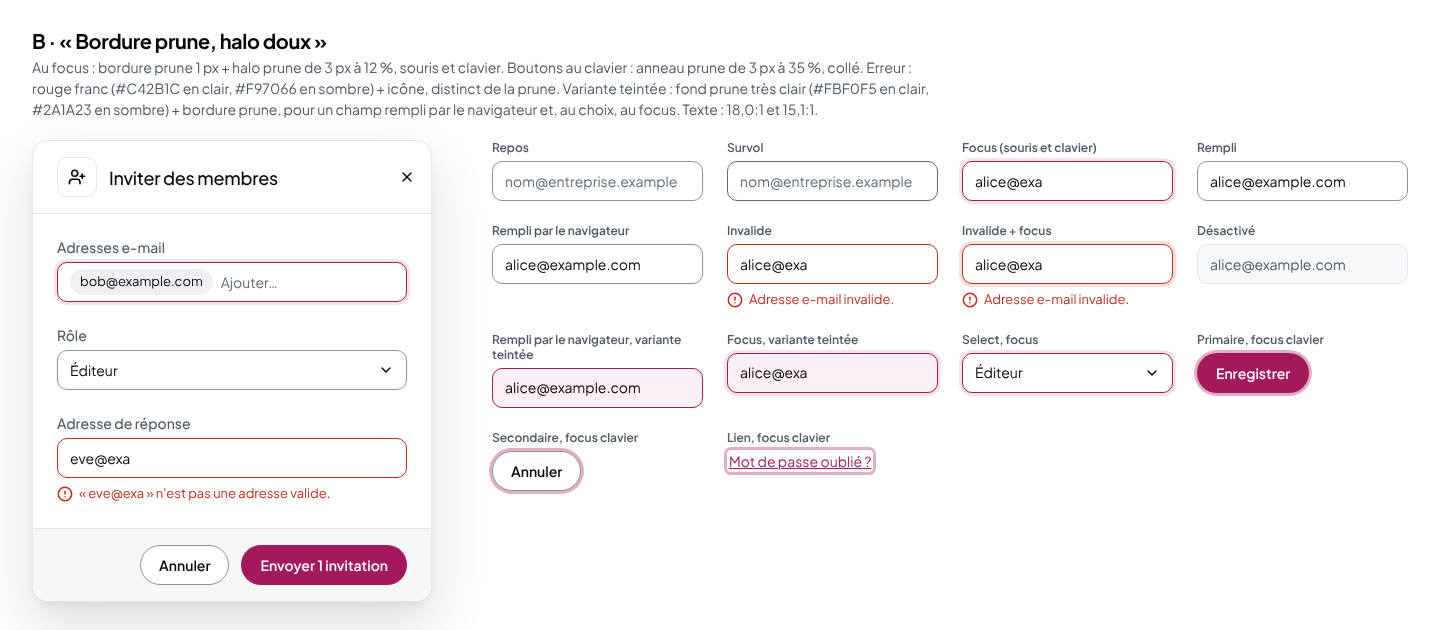 B · « Bordure prune, halo doux »
Au focus : bordure prune 1 px + halo prune de 3 px à 12 %, souris et clavier. Boutons au clavier : anneau prune de 3 px à 35 %, collé. Erreur :
rouge franc (#C42B1C en clair, #F97066 en sombre) + icône, distinct de la prune. Variante teintée : fond prune très clair (#FBF0F5 en clair,
#2A1A23 en sombre) + bordure prune, pour un champ rempli par le navigateur et, au choix, au focus. Texte : 18,0:1 et 15,1:1.
Inviter des membres
Adresses e-mail
bob@example.com Ajouter…
Rôle
Éditeur
Adresse de réponse
eve@exa
« eve@exa » n'est pas une adresse valide.
Annuler
Envoyer 1 invitation
Repos
nom@entreprise.example
Survol
nom@entreprise.example
Focus (souris et clavier)
alice@exa
Rempli
alice@example.com
Rempli par le navigateur
alice@example.com
Invalide
alice@exa
Adresse e-mail invalide.
Invalide + focus
alice@exa
Adresse e-mail invalide.
Désactivé
alice@example.com
Rempli par le navigateur, variante
teintée
alice@example.com
Focus, variante teintée
alice@exa
Select, focus
Éditeur
Primaire, focus clavier
Enregistrer
Secondaire, focus clavier
Annuler
Lien, focus clavier
Mot de passe oublié ?